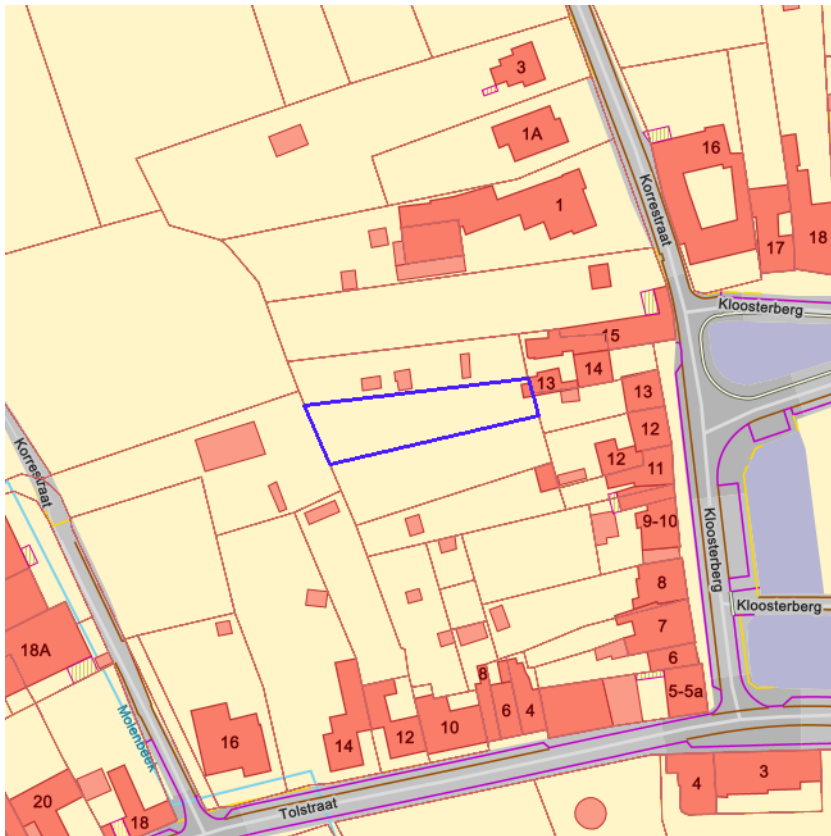 3
1A
16
Korrestraat
1
17
18
Kloosterberg
15
14
13
13
12
12
11
Korrestraat
9-10
Kloosterberg
8
Kloosterberg
7
18A
6
8
5-5a
Molenbeek
16
14
12
10
6
4
20
18
Tolstraat
4
3